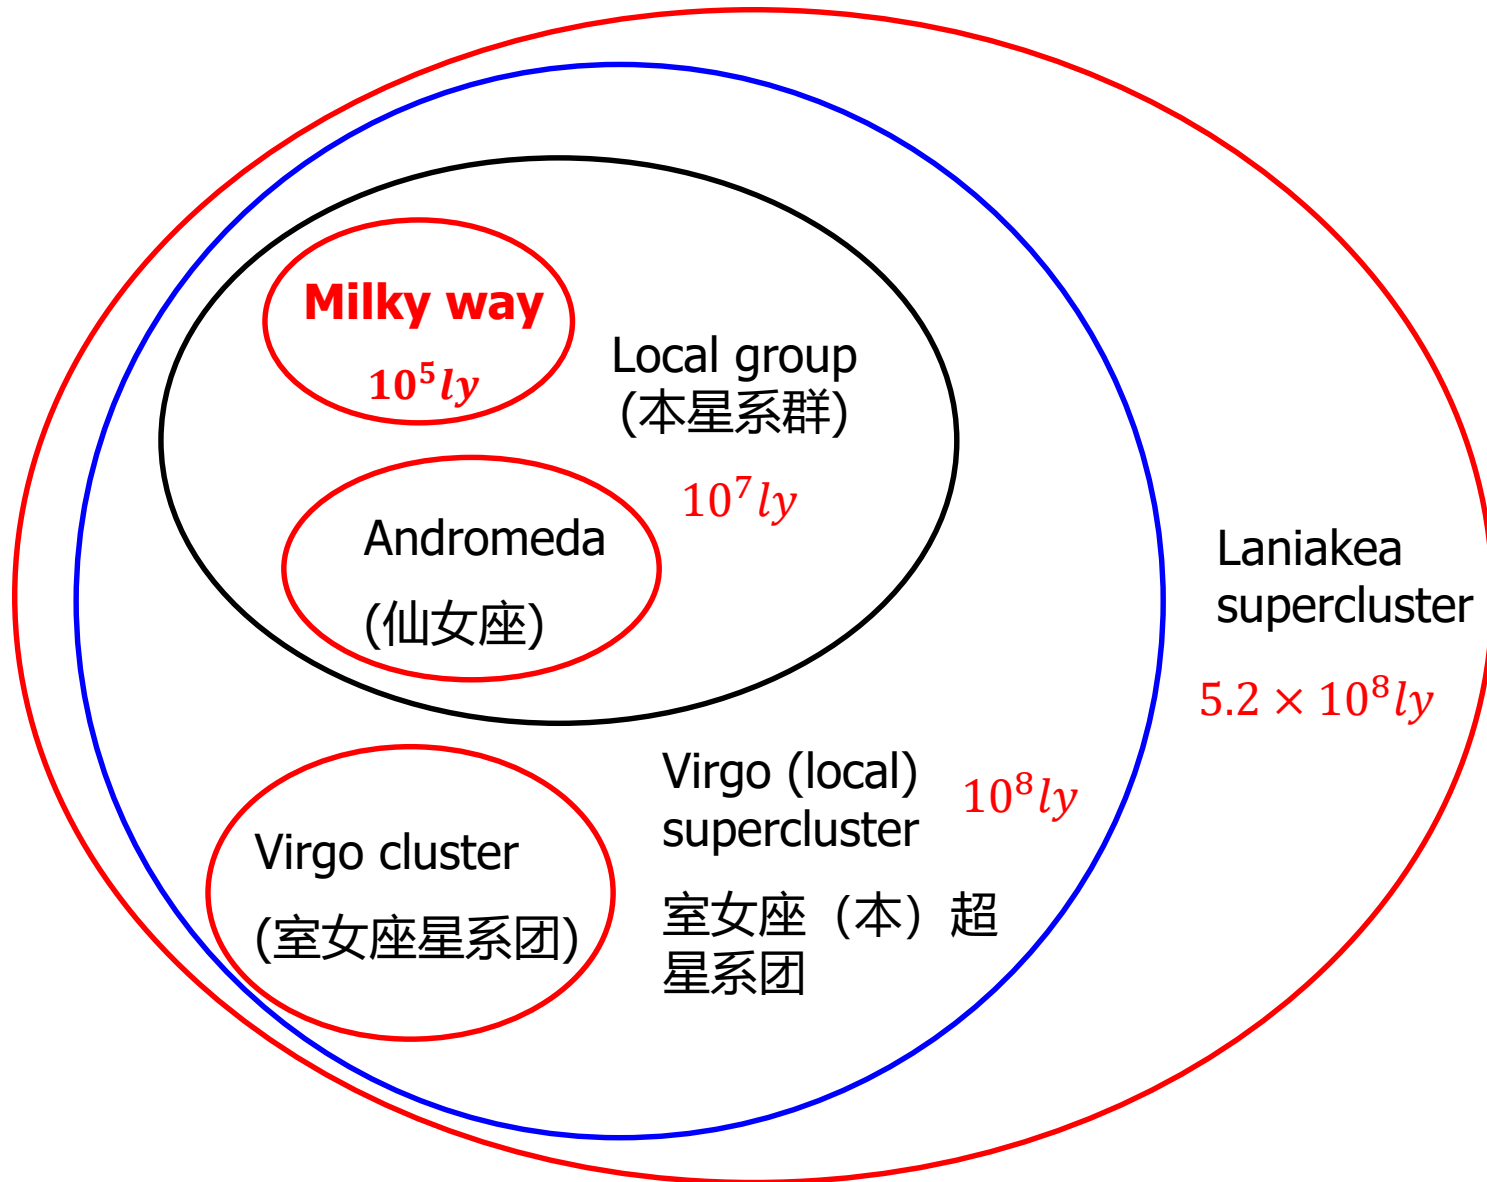 Milky way
10⁵ly
Local group
(本星系群)
10⁷ly
Andromeda
(仙女座)
Laniakea
supercluster
5.2 × 10⁸ly
Virgo (local)
supercluster
10⁸ly
室女座（本）超
星系团
Virgo cluster
(室女座星系团)